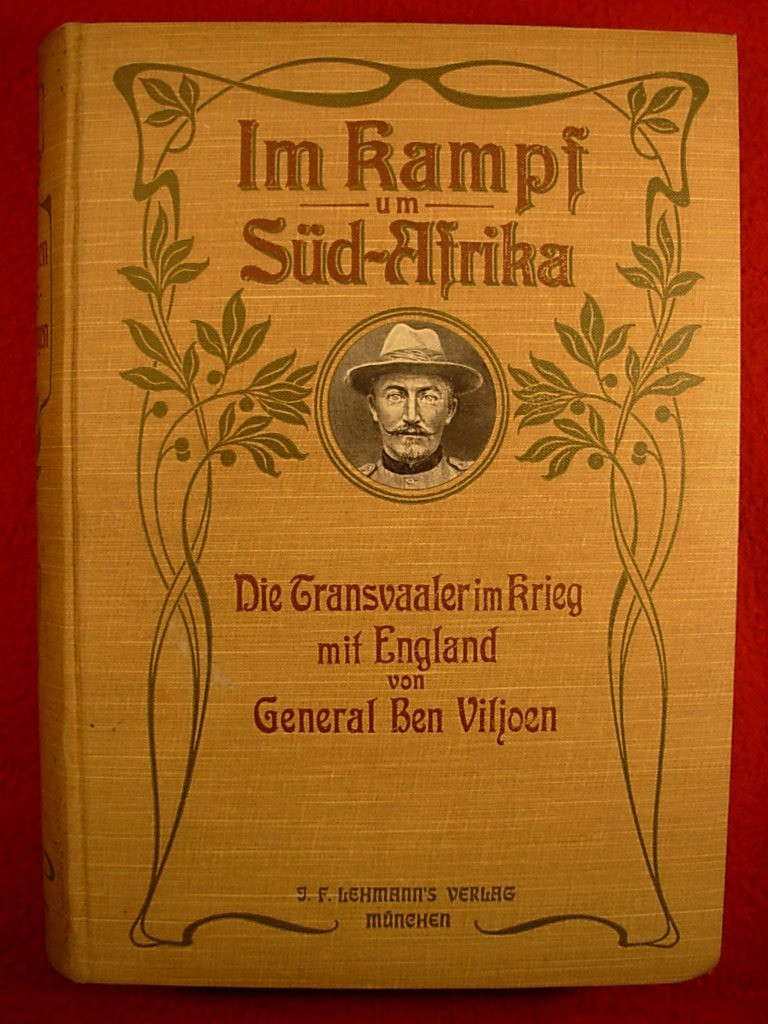 Im Kampf
um
Süd-Afrika
Die Transvaaler im Krieg
mit England
von
General Ben Viljoen
J. F. LEHMANN'S VERLAG
MÜNCHEN